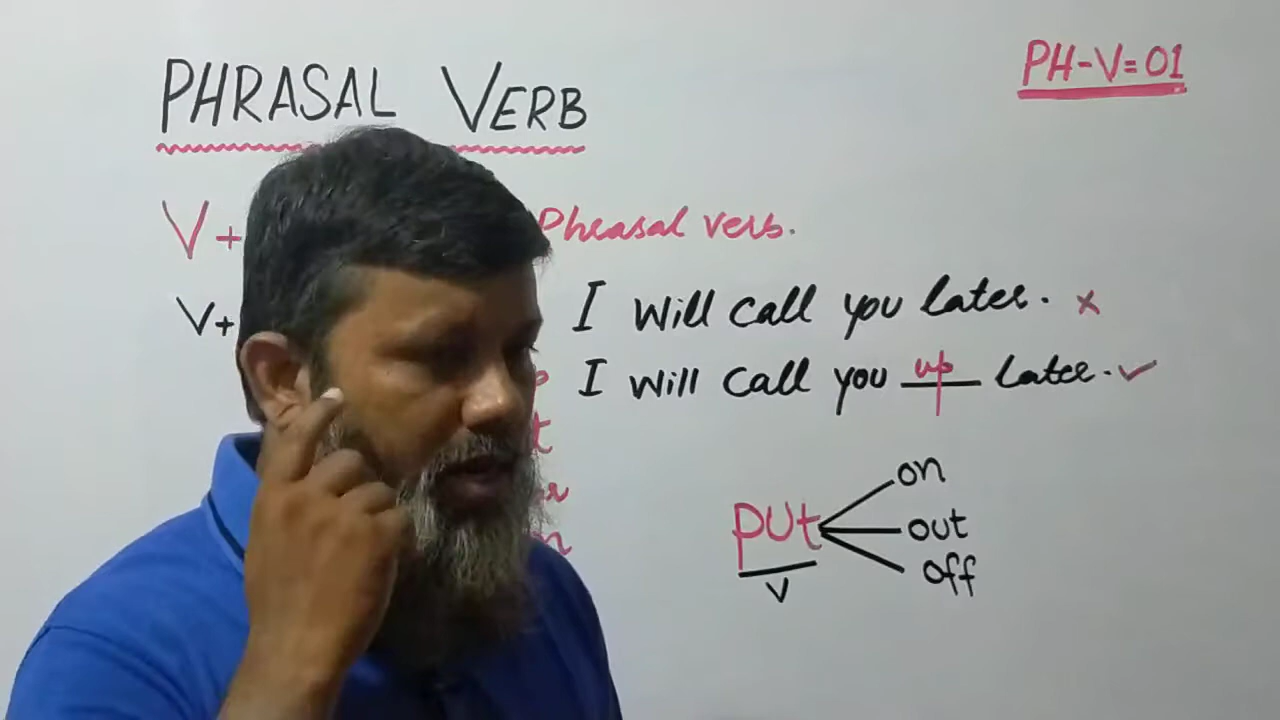 PHRASAL VERB
PH-V=01
V+ Phrasal verb.
V+ I will call you later. ×
I will call you up later. ✓
put
on
out
off
V